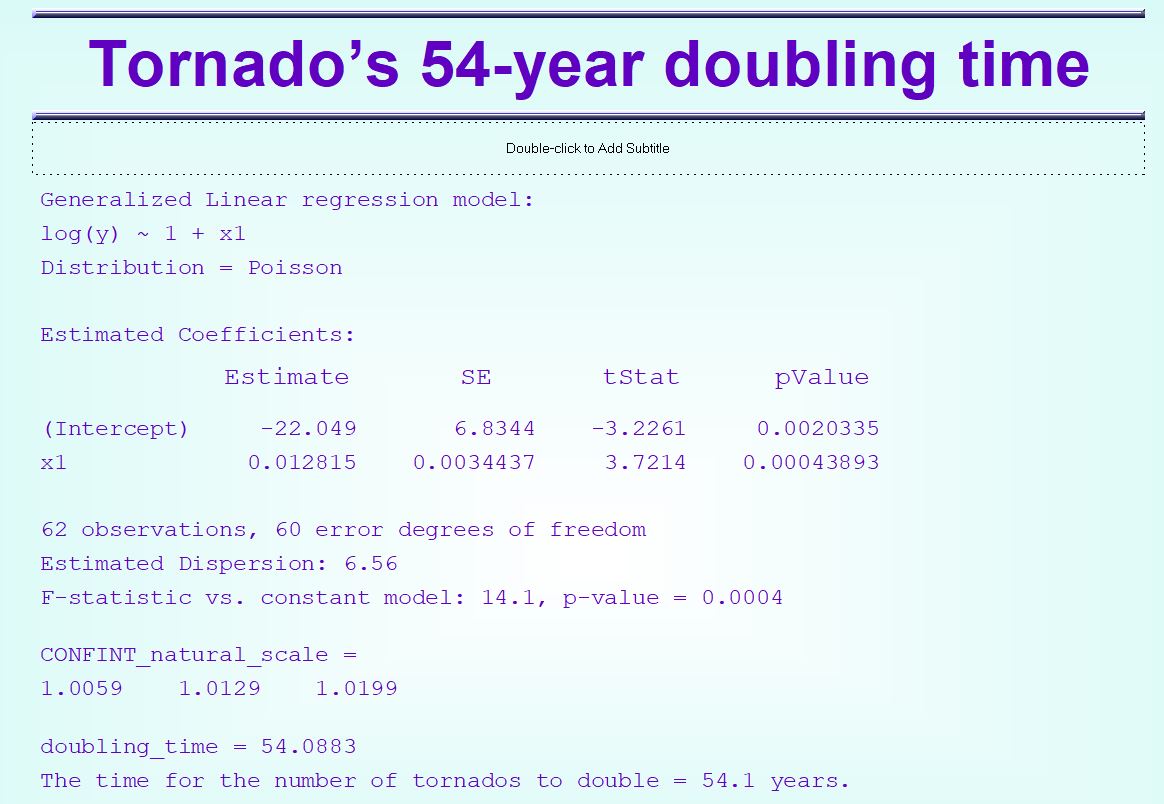 Tornado’s 54-year doubling time
Double-click to Add Subtitle
Generalized Linear regression model:
log(y) ~ 1 + x1
Distribution = Poisson
Estimated Coefficients:
Estimate SE tStat pValue
(Intercept) -22.049 6.8344 -3.2261 0.0020335
x1 0.012815 0.0034437 3.7214 0.00043893
62 observations, 60 error degrees of freedom
Estimated Dispersion: 6.56
F-statistic vs. constant model: 14.1, p-value = 0.0004
CONFINT_natural_scale =
1.0059 1.0129 1.0199
doubling_time = 54.0883
The time for the number of tornados to double = 54.1 years.